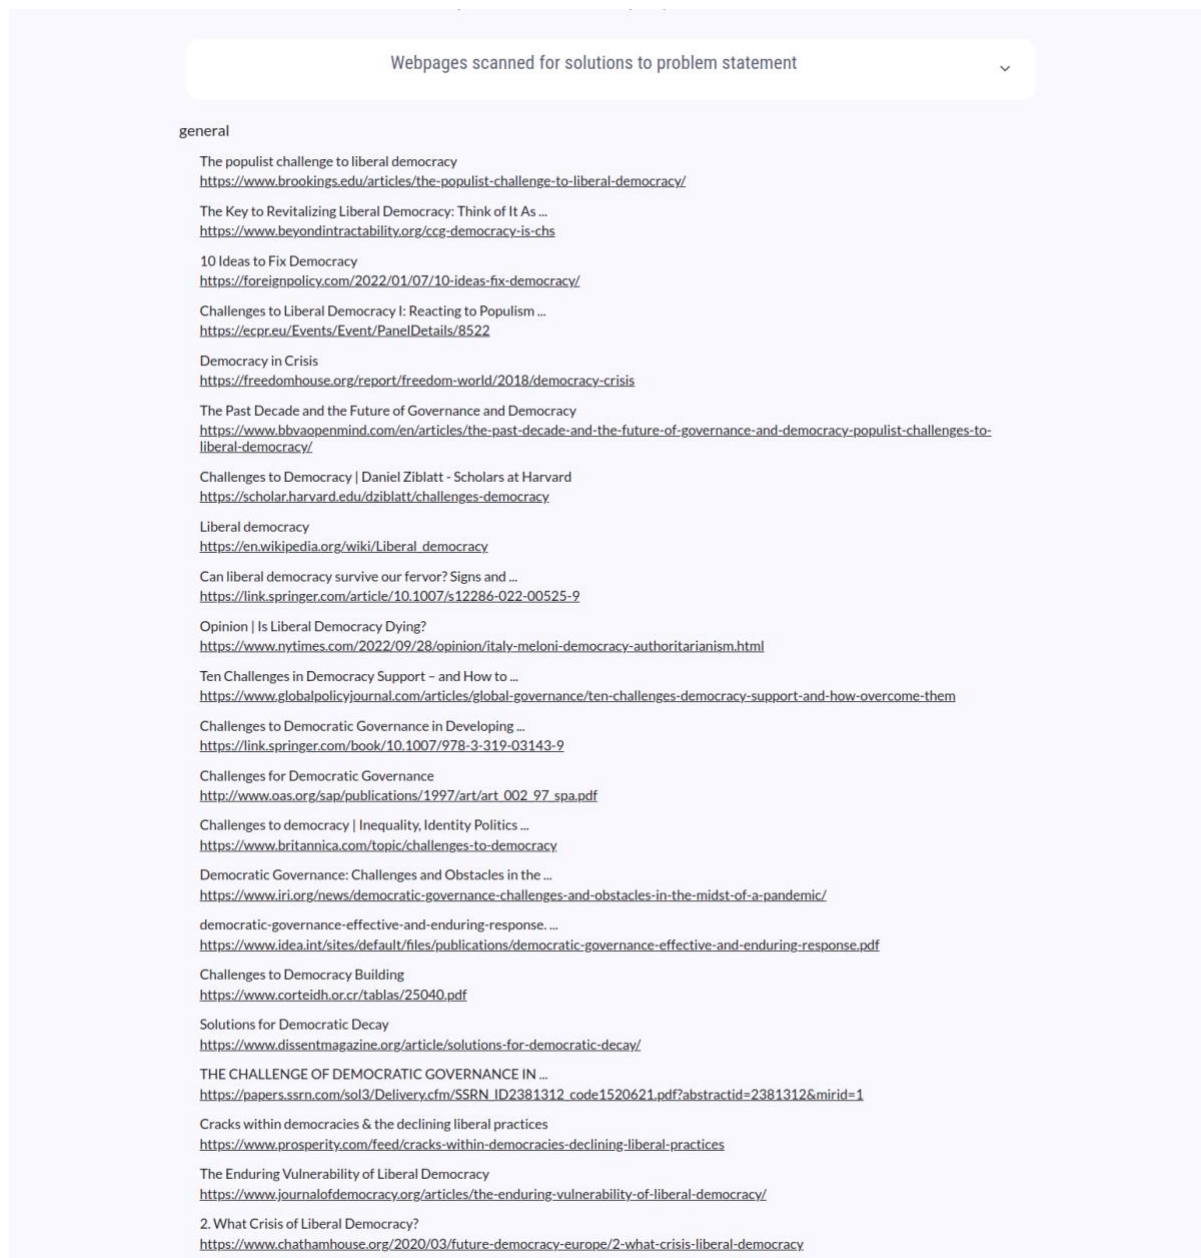 Webpages scanned for solutions to problem statement
general
The populist challenge to liberal democracy
https://www.brookings.edu/articles/the-populist-challenge-to-liberal-democracy/
The Key to Revitalizing Liberal Democracy: Think of It As ...
https://www.beyondintractability.org/ccg-democracy-is-chs
10 Ideas to Fix Democracy
https://foreignpolicy.com/2022/01/07/10-ideas-fix-democracy/
Challenges to Liberal Democracy I: Reacting to Populism ...
https://ecpr.eu/Events/Event/PanelDetails/8522
Democracy in Crisis
https://freedomhouse.org/report/freedom-world/2018/democracy-crisis
The Past Decade and the Future of Governance and Democracy
https://www.bbvaopenmind.com/en/articles/the-past-decade-and-the-future-of-governance-and-democracy-populist-challenges-to-
liberal-democracy/
Challenges to Democracy | Daniel Ziblatt - Scholars at Harvard
https://scholar.harvard.edu/dziblatt/challenges-democracy
Liberal democracy
https://en.wikipedia.org/wiki/Liberal_democracy
Can liberal democracy survive our fervor? Signs and ...
https://link.springer.com/article/10.1007/s12286-022-00525-9
Opinion | Is Liberal Democracy Dying?
https://www.nytimes.com/2022/09/28/opinion/italy-meloni-democracy-authoritarianism.html
Ten Challenges in Democracy Support – and How to ...
https://www.globalpolicyjournal.com/articles/global-governance/ten-challenges-democracy-support-and-how-overcome-them
Challenges to Democratic Governance in Developing ...
https://link.springer.com/book/10.1007/978-3-319-03143-9
Challenges for Democratic Governance
http://www.oas.org/sap/publications/1997/art/art_002_97_spa.pdf
Challenges to democracy | Inequality, Identity Politics ...
https://www.britannica.com/topic/challenges-to-democracy
Democratic Governance: Challenges and Obstacles in the ...
https://www.iri.org/news/democratic-governance-challenges-and-obstacles-in-the-midst-of-a-pandemic/
democratic-governance-effective-and-enduring-response. ...
https://www.idea.int/sites/default/files/publications/democratic-governance-effective-and-enduring-response.pdf
Challenges to Democracy Building
https://www.corteidh.or.cr/tablas/25040.pdf
Solutions for Democratic Decay
https://www.dissentmagazine.org/article/solutions-for-democratic-decay/
THE CHALLENGE OF DEMOCRATIC GOVERNANCE IN ...
https://papers.ssrn.com/sol3/Delivery.cfm/SSRN_ID2381312_code1520621.pdf?abstractid=2381312&mirid=1
Cracks within democracies & the declining liberal practices
https://www.prosperity.com/feed/cracks-within-democracies-declining-liberal-practices
The Enduring Vulnerability of Liberal Democracy
https://www.journalofdemocracy.org/articles/the-enduring-vulnerability-of-liberal-democracy/
2. What Crisis of Liberal Democracy?
https://www.chathamhouse.org/2020/03/future-democracy-europe/2-what-crisis-liberal-democracy